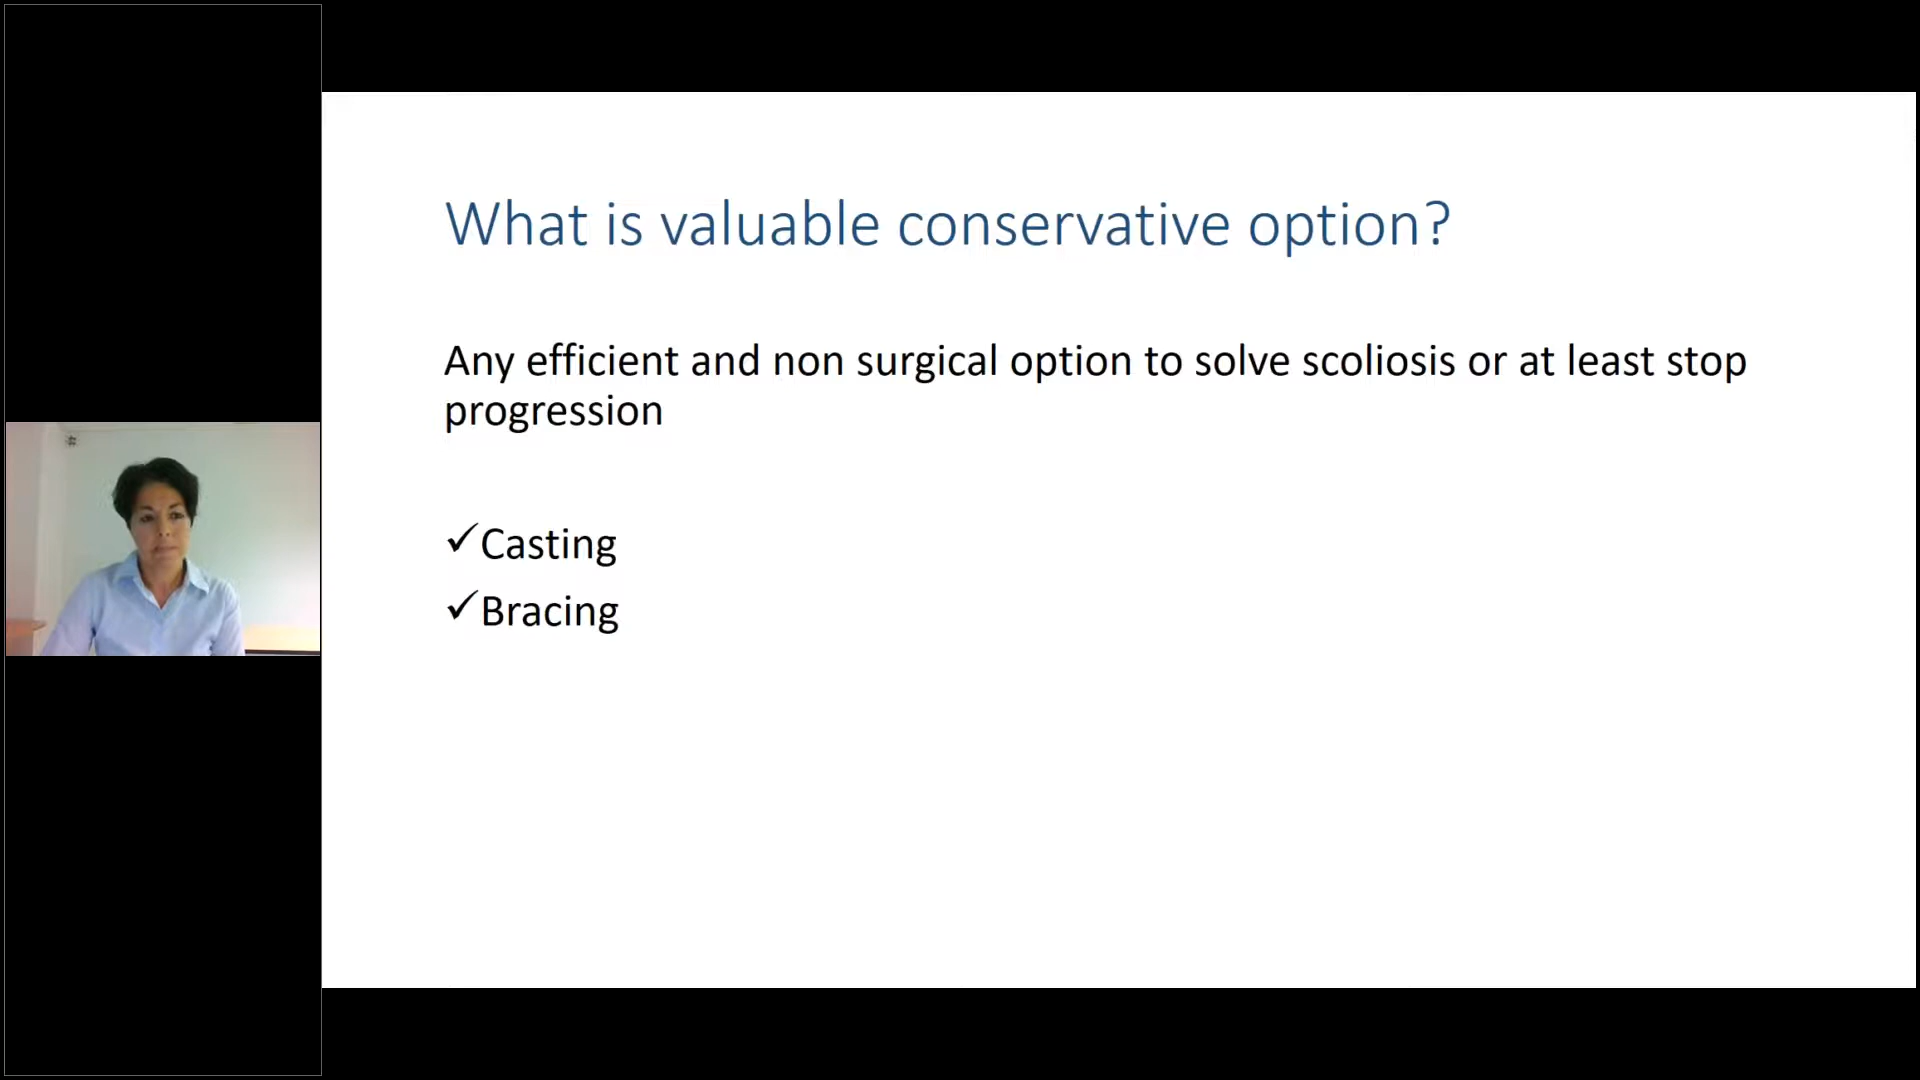 What is valuable conservative option?
Any efficient and non surgical option to solve scoliosis or at least stop
progression
✓Casting
✓Bracing